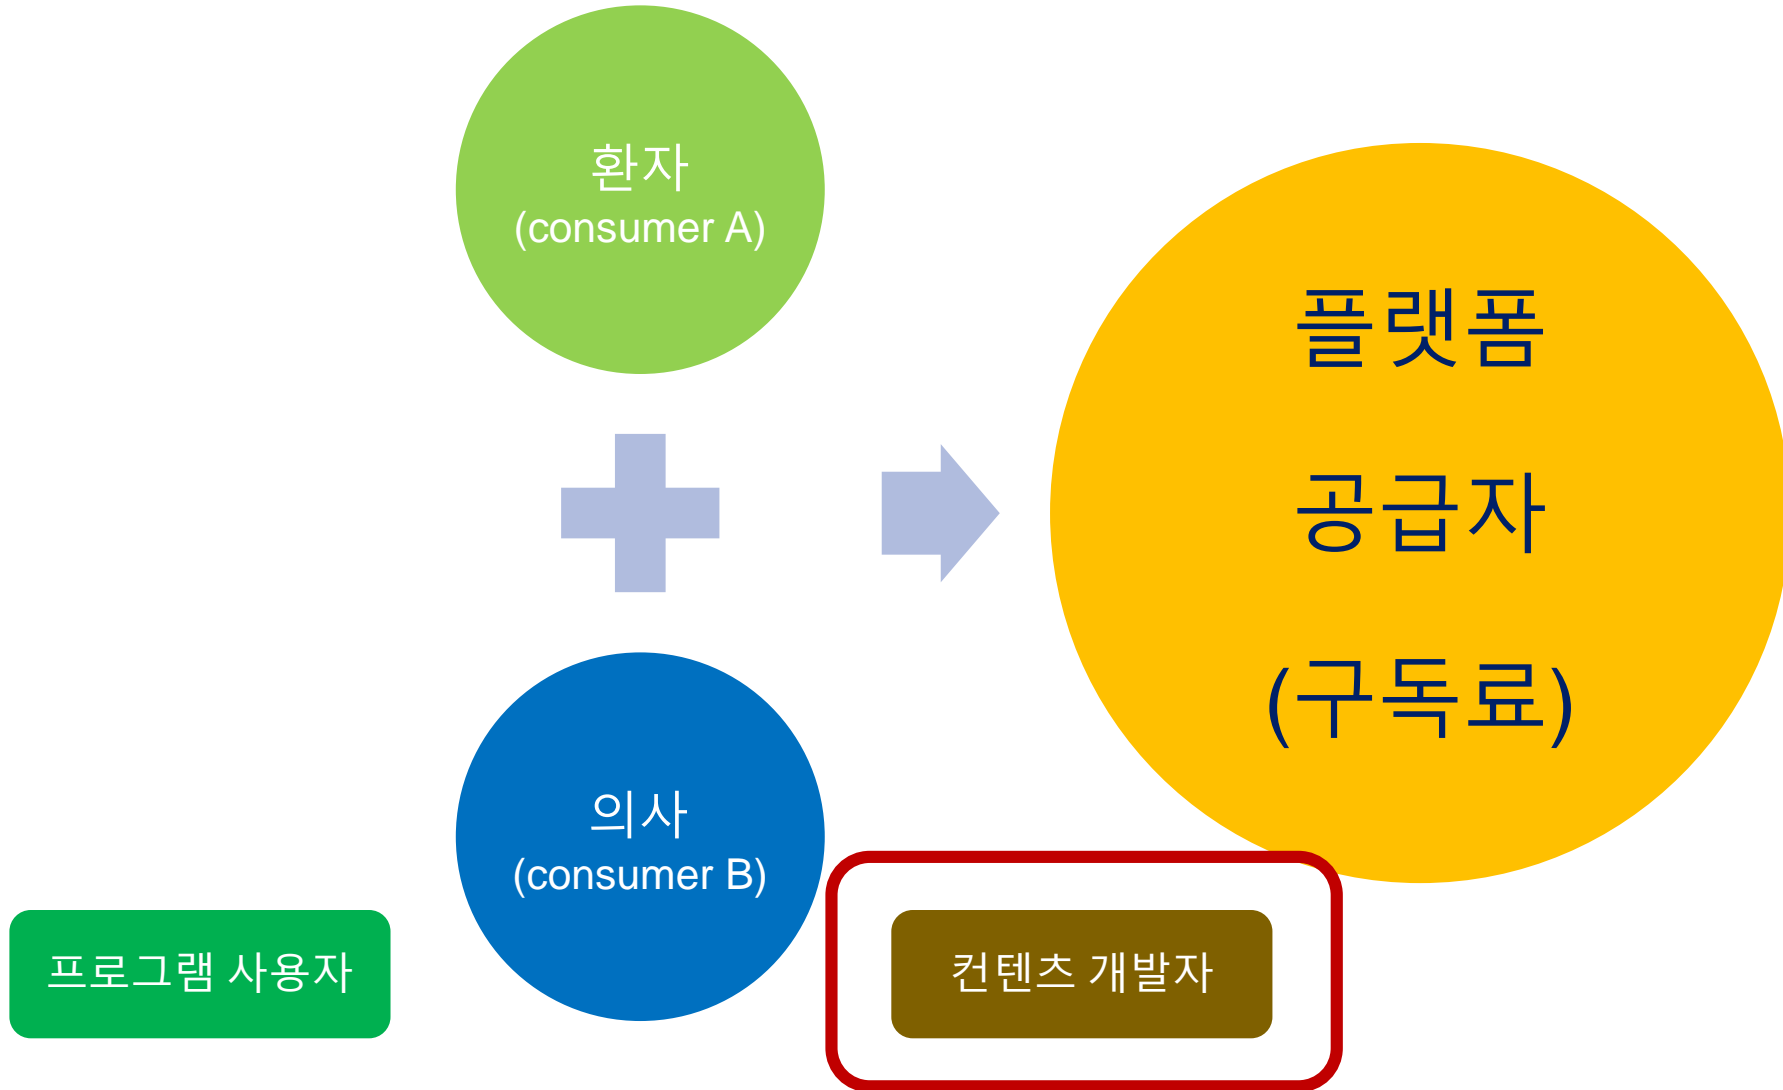 환자
(consumer A)
플랫폼
공급자
(구독료)
의사
(consumer B)
프로그램 사용자
컨텐츠 개발자